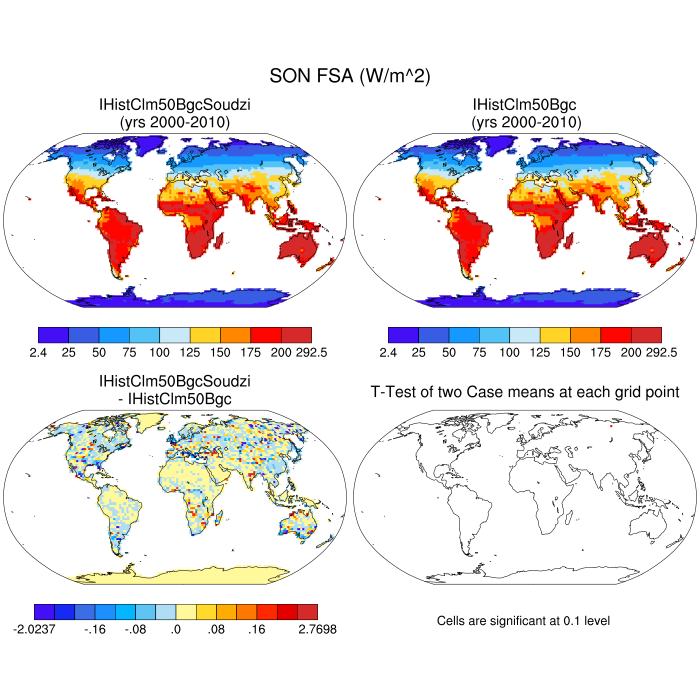 SON FSA (W/m^2)
IHistClm50BgcSoudzi
(yrs 2000-2010)
IHistClm50Bgc
(yrs 2000-2010)
2.4 25 50 75 100 125 150 175 200 292.5
2.4 25 50 75 100 125 150 175 200 292.5
IHistClm50BgcSoudzi
- IHistClm50Bgc
T-Test of two Case means at each grid point
-2.0237 -.16 -.08 .0 .08 .16 2.7698
Cells are significant at 0.1 level